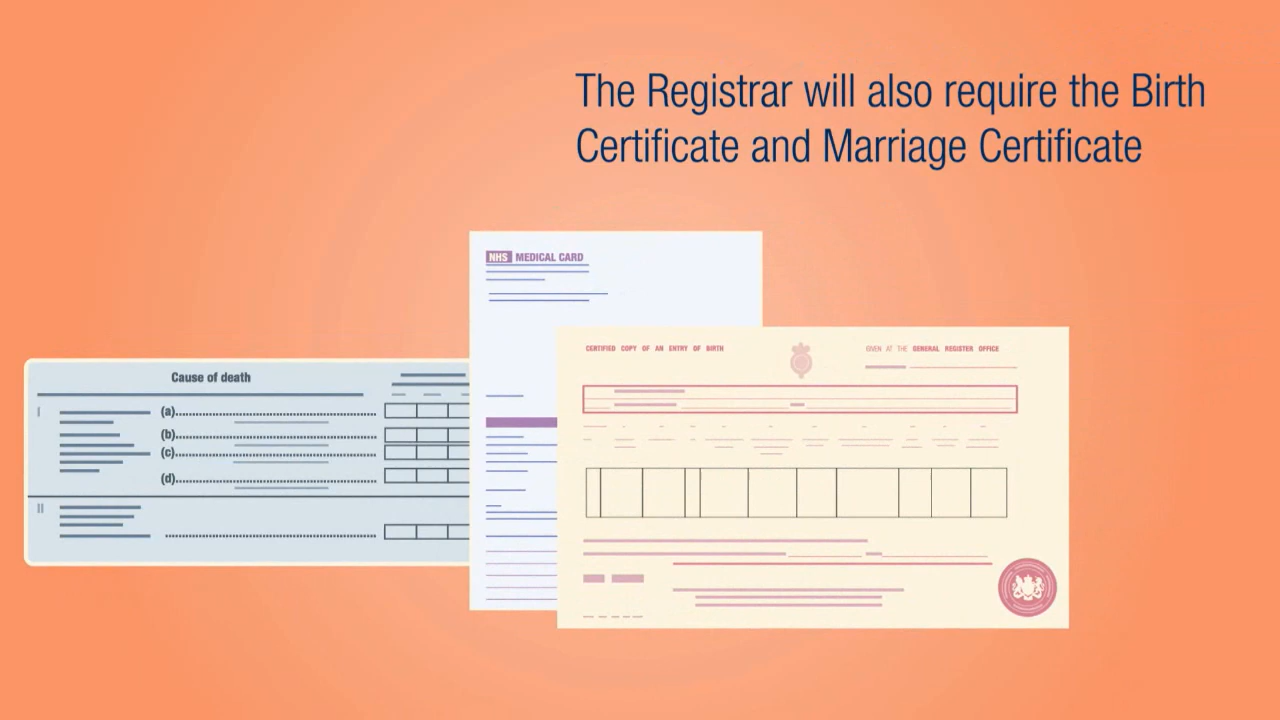 The Registrar will also require the Birth
Certificate and Marriage Certificate
NHS MEDICAL CARD
CERTIFIED COPY OF AN ENTRY OF BIRTH
GIVEN AT THE GENERAL REGISTER OFFICE
Cause of death
I
(a)
(b)
(c)
(d)
II